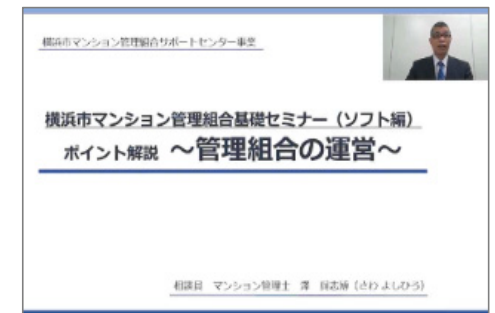 横浜市マンション管理組合サポートセンター事業
横浜市マンション管理組合基礎セミナー（ソフト編）
ポイント解説 ～管理組合の運営～
相談員 マンション管理士 澤 （さわ よしひろ）